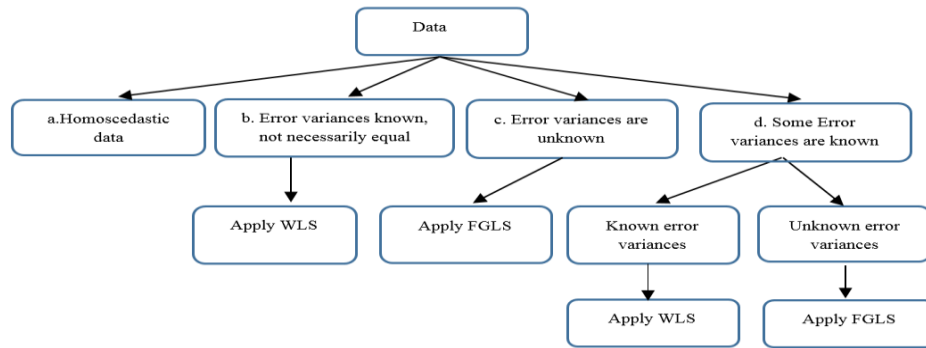 Data
a.Homoscedastic
data
b. Error variances known,
not necessarily equal
c. Error variances are
unknown
d. Some Error
variances are known
Apply WLS
Apply FGLS
Known error
variances
Unknown error
variances
Apply WLS
Apply FGLS